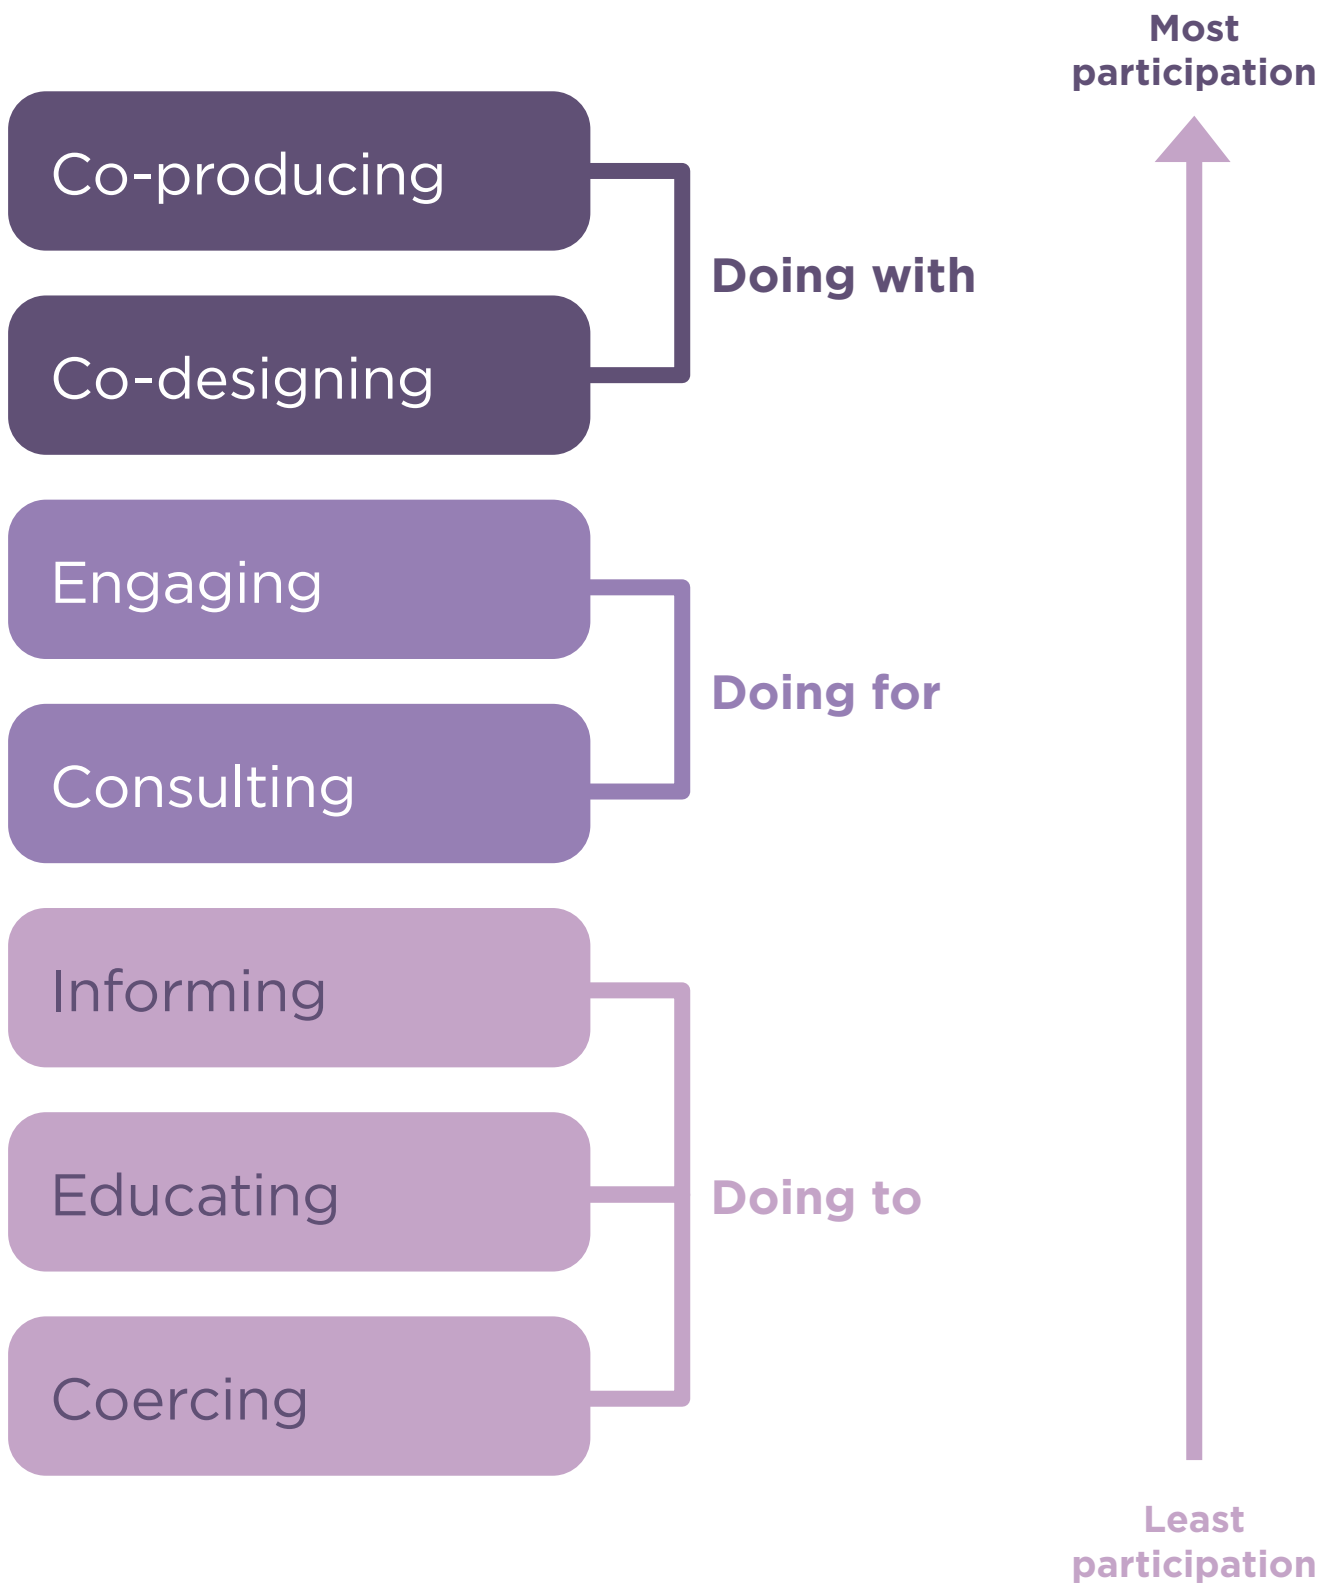 Most
participation
Co-producing
Doing with
Co-designing
Engaging
Doing for
Consulting
Informing
Educating
Doing to
Coercing
Least
participation